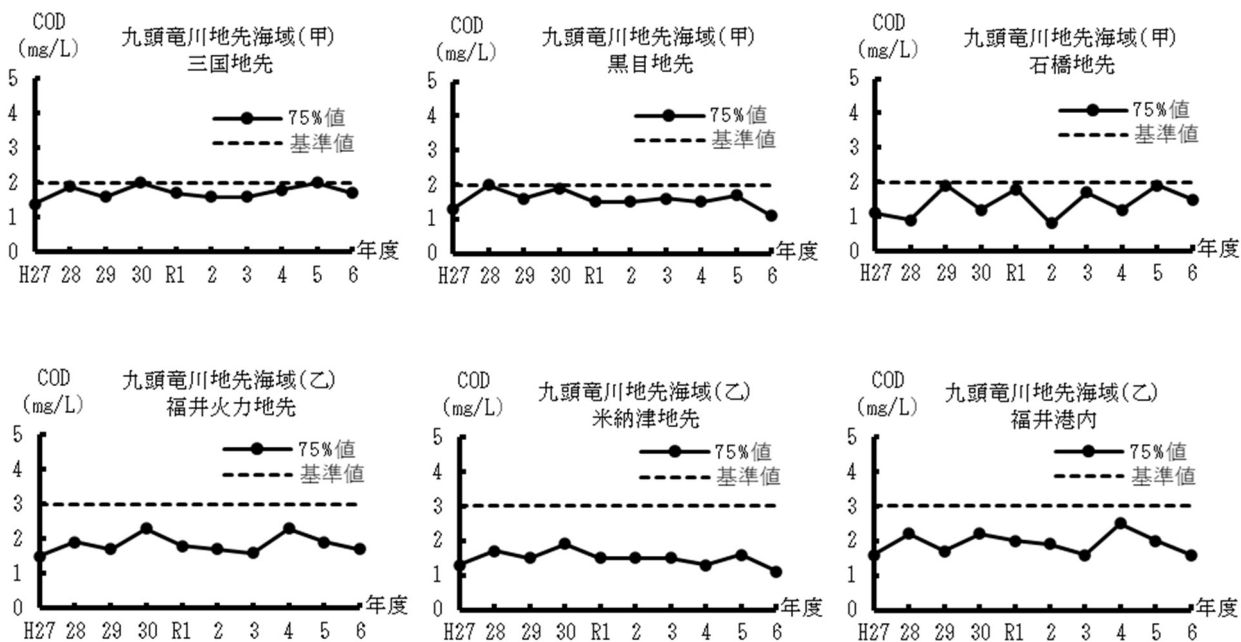 COD
(mg/L)
九頭竜川地先海域(甲)
三国地先
5
4
3
2
1
0
75%値
基準値
年度
H27 28 29 30 R1 2 3 4 5 6
COD
(mg/L)
九頭竜川地先海域(甲)
黒目地先
5
4
3
2
1
0
75%値
基準値
年度
H27 28 29 30 R1 2 3 4 5 6
COD
(mg/L)
九頭竜川地先海域(甲)
石橋地先
5
4
3
2
1
0
75%値
基準値
年度
H27 28 29 30 R1 2 3 4 5 6
COD
(mg/L)
九頭竜川地先海域(乙)
福井火力地先
5
4
3
2
1
0
75%値
基準値
年度
H27 28 29 30 R1 2 3 4 5 6
COD
(mg/L)
九頭竜川地先海域(乙)
米納津地先
5
4
3
2
1
0
75%値
基準値
年度
H27 28 29 30 R1 2 3 4 5 6
COD
(mg/L)
九頭竜川地先海域(乙)
福井港内
5
4
3
2
1
0
75%値
基準値
年度
H27 28 29 30 R1 2 3 4 5 6